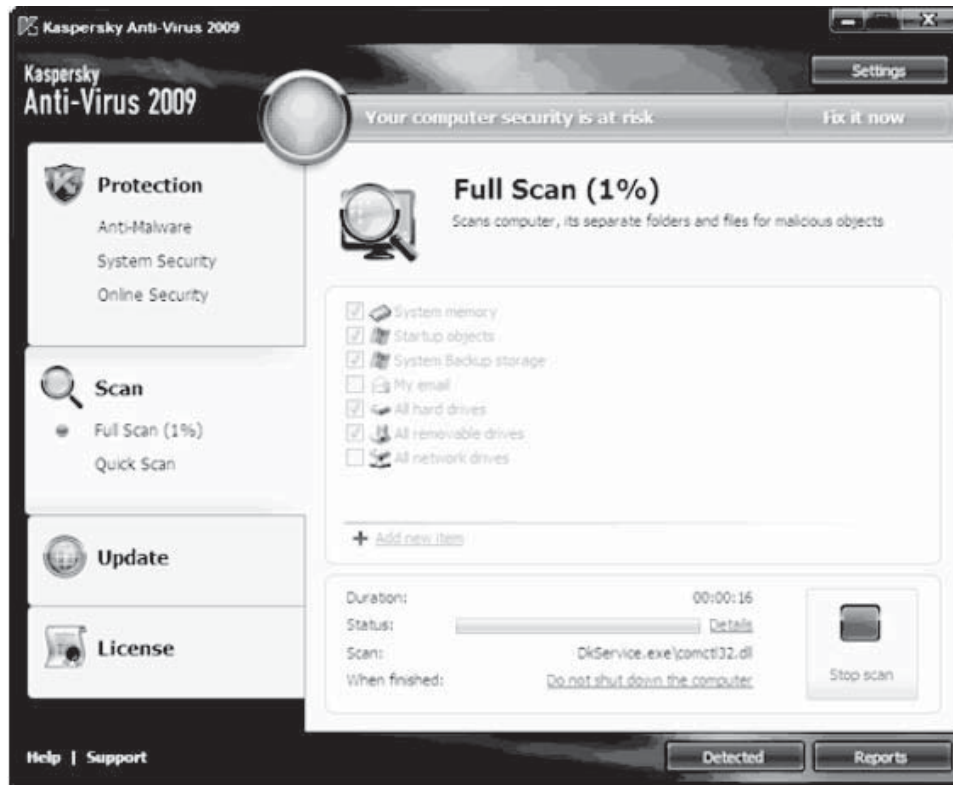 Kaspersky Anti-Virus 2009
Kaspersky
Anti-Virus 2009
Settings
Your computer security is at risk
Fix it now
Protection
Anti-Malware
System Security
Online Security
Scan
Full Scan (1%)
Quick Scan
Update
License
Full Scan (1%)
Scans computer, its separate folders and files for malicious objects
System memory
Startup objects
System Backup storage
My email
All hard drives
All removable drives
All network drives
Add new item
Duration: 00:00:16
Status: Details
Scan: DkService.exe\comctl32.dll
When finished: Do not shut down the computer
Stop scan
Help | Support
Detected
Reports